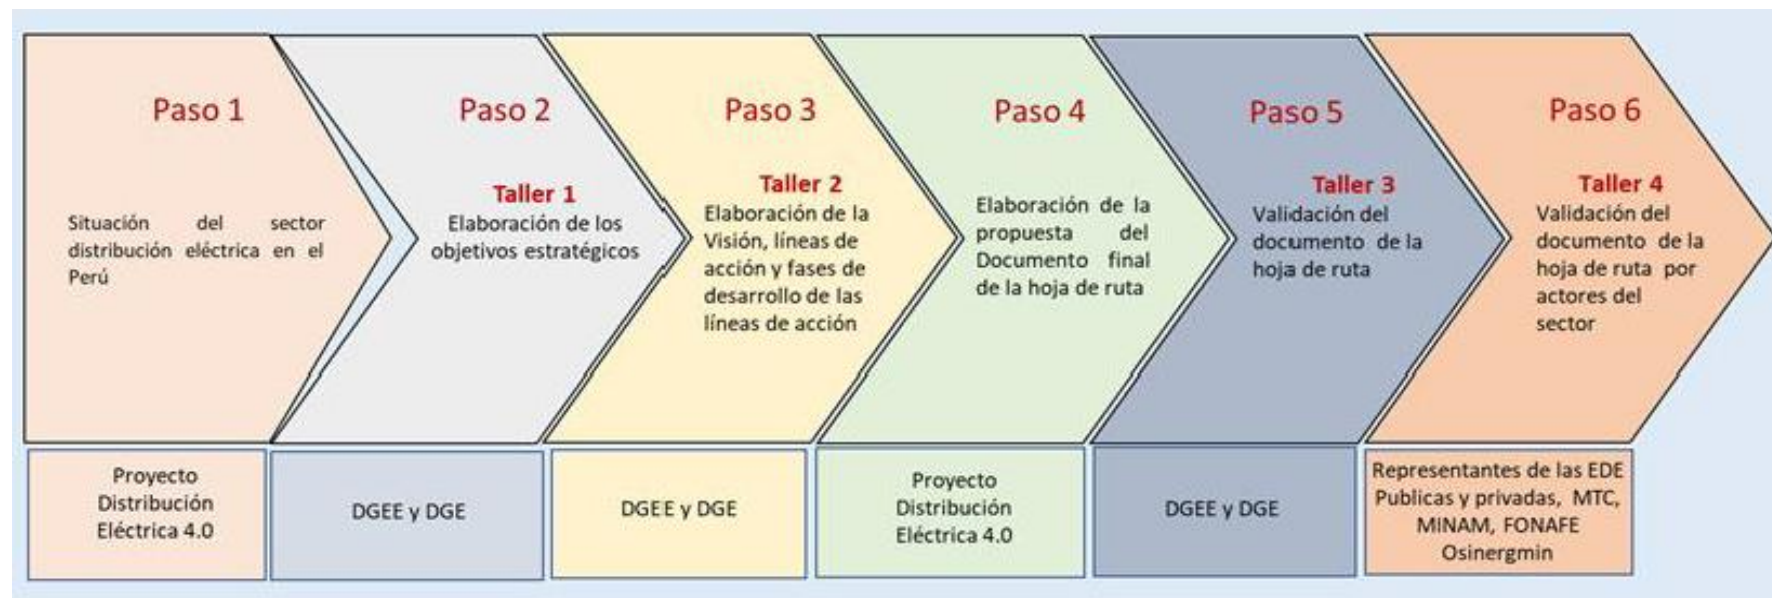 Paso 1
Situación del sector
distribución eléctrica en el
Perú
Proyecto
Distribución
Eléctrica 4.0
Paso 2
Taller 1
Elaboración de los
objetivos estratégicos
DGEE y DGE
Paso 3
Taller 2
Elaboración de la
Visión, líneas de
acción y fases de
desarrollo de las
líneas de acción
DGEE y DGE
Paso 4
Elaboración de la
propuesta del
Documento final
de la hoja de ruta
Proyecto
Distribución
Eléctrica 4.0
Paso 5
Taller 3
Validación del
documento de la
hoja de ruta
DGEE y DGE
Paso 6
Taller 4
Validación del
documento de la
hoja de ruta por
actores del
sector
Representantes de las EDE
Publicas y privadas, MTC,
MINAM, FONAFE
Osinergmin